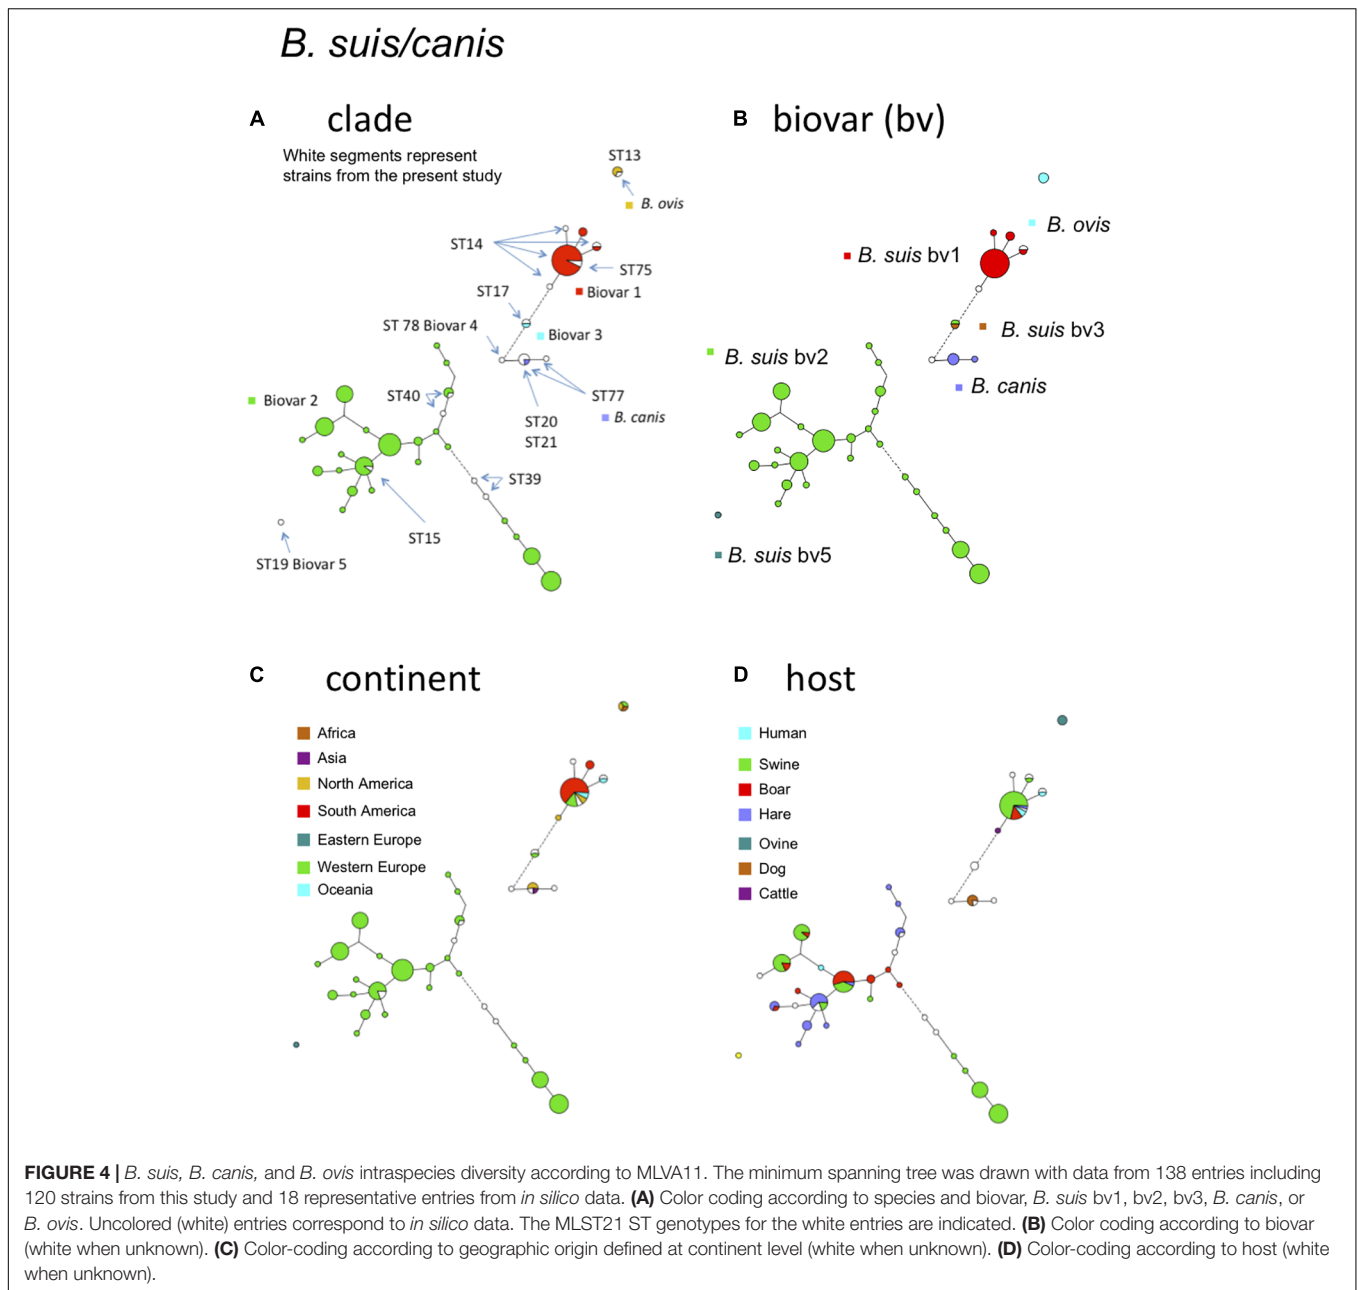 B. suis/canis
A clade
White segments represent
strains from the present study
ST13
B. ovis
ST14
ST75
Biovar 1
ST17
ST 78 Biovar 4
Biovar 3
Biovar 2
ST40
ST77
B. canis
ST20
ST21
ST39
ST15
ST19 Biovar 5
B biovar (bv)
B. ovis
B. suis bv1
B. suis bv3
B. suis bv2
B. canis
B. suis bv5
C continent
Africa
Asia
North America
South America
Eastern Europe
Western Europe
Oceania
D host
Human
Swine
Boar
Hare
Ovine
Dog
Cattle
FIGURE 4 | B. suis, B. canis, and B. ovis intraspecies diversity according to MLVA11. The minimum spanning tree was drawn with data from 138 entries including
120 strains from this study and 18 representative entries from in silico data. (A) Color coding according to species and biovar, B. suis bv1, bv2, bv3, B. canis, or
B. ovis. Uncolored (white) entries correspond to in silico data. The MLST21 ST genotypes for the white entries are indicated. (B) Color coding according to biovar
(white when unknown). (C) Color-coding according to geographic origin defined at continent level (white when unknown). (D) Color-coding according to host (white
when unknown).